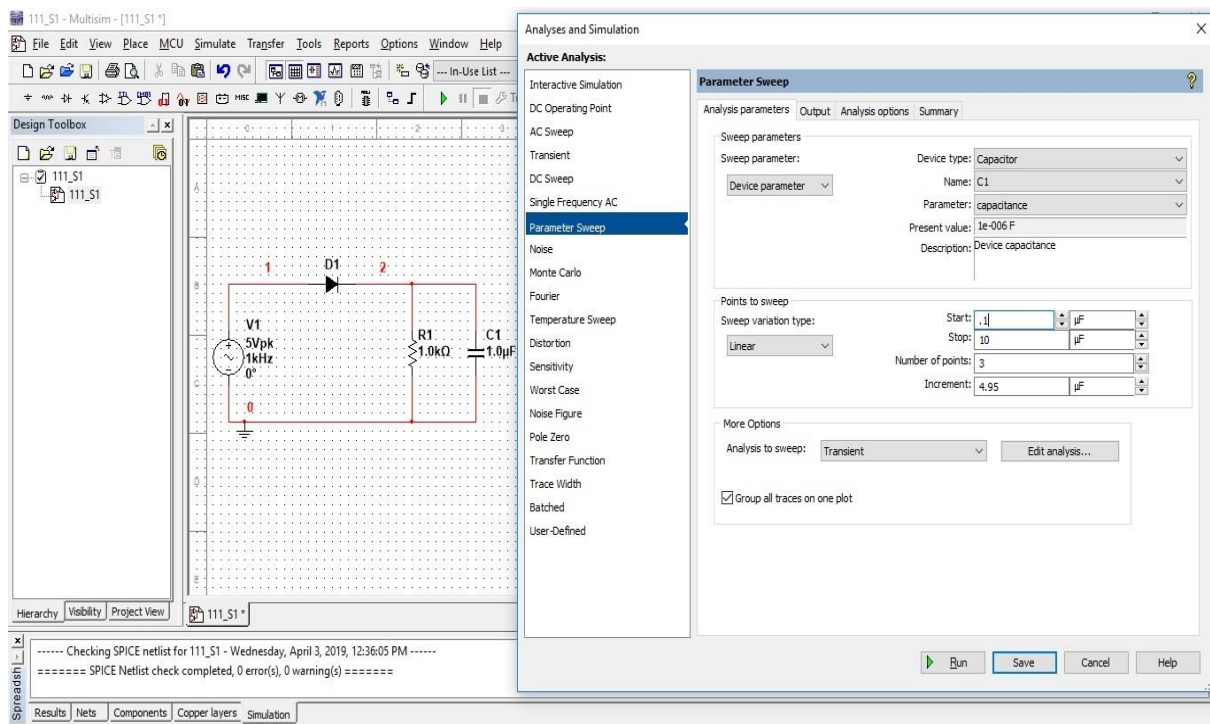 111_S1 - Multisim - [111_S1 *]
File Edit View Place MCU Simulate Transfer Tools Reports Options Window Help
--- In-Use List ---
MISC
Design Toolbox
111_S1
111_S1
0 1 2 3
A
B
C
D
E
1
D1
2
V1
5Vpk
1kHz
0°
R1
1.0kΩ
C1
1.0µF
0
Hierarchy Visibility Project View
111_S1 *
------ Checking SPICE netlist for 111_S1 - Wednesday, April 3, 2019, 12:36:05 PM ------
======= SPICE Netlist check completed, 0 error(s), 0 warning(s) =======
Results Nets Components Copper layers Simulation
Analyses and Simulation
Active Analysis:
Interactive Simulation
DC Operating Point
AC Sweep
Transient
DC Sweep
Single Frequency AC
Parameter Sweep
Noise
Monte Carlo
Fourier
Temperature Sweep
Distortion
Sensitivity
Worst Case
Noise Figure
Pole Zero
Transfer Function
Trace Width
Batched
User-Defined
Parameter Sweep
Analysis parameters Output Analysis options Summary
Sweep parameters
Sweep parameter:
Device parameter
Device type: Capacitor
Name: C1
Parameter: capacitance
Present value: 1e-006 F
Description: Device capacitance
Points to sweep
Sweep variation type:
Linear
Start: .1 µF
Stop: 10 µF
Number of points: 3
Increment: 4.95 µF
More Options
Analysis to sweep: Transient Edit analysis...
Group all traces on one plot
Run Save Cancel Help